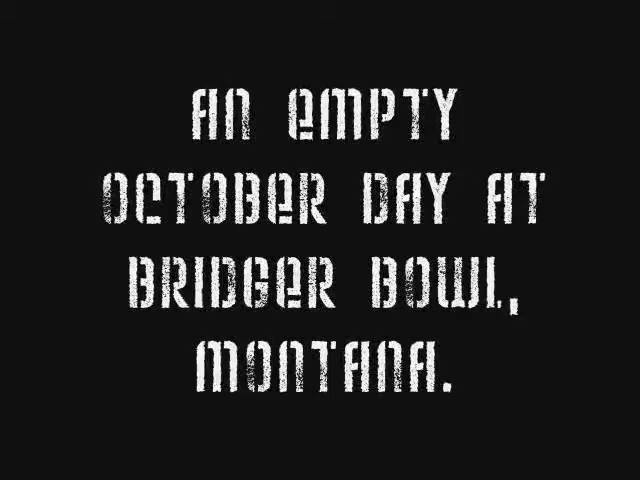 AN EMPTY
OCTOBER DAY AT
BRIDGER BOWL,
MONTANA.